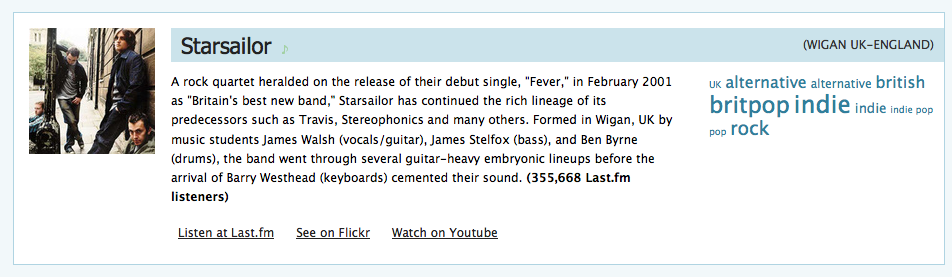 Starsailor ♪
(WIGAN UK-ENGLAND)
A rock quartet heralded on the release of their debut single, "Fever," in February 2001
as "Britain's best new band," Starsailor has continued the rich lineage of its
predecessors such as Travis, Stereophonics and many others. Formed in Wigan, UK by
music students James Walsh (vocals/guitar), James Stelfox (bass), and Ben Byrne
(drums), the band went through several guitar-heavy embryonic lineups before the
arrival of Barry Westhead (keyboards) cemented their sound. (355,668 Last.fm
listeners)
Listen at Last.fm See on Flickr Watch on Youtube
UK alternative alternative british
britpop indie indie indie pop
pop rock